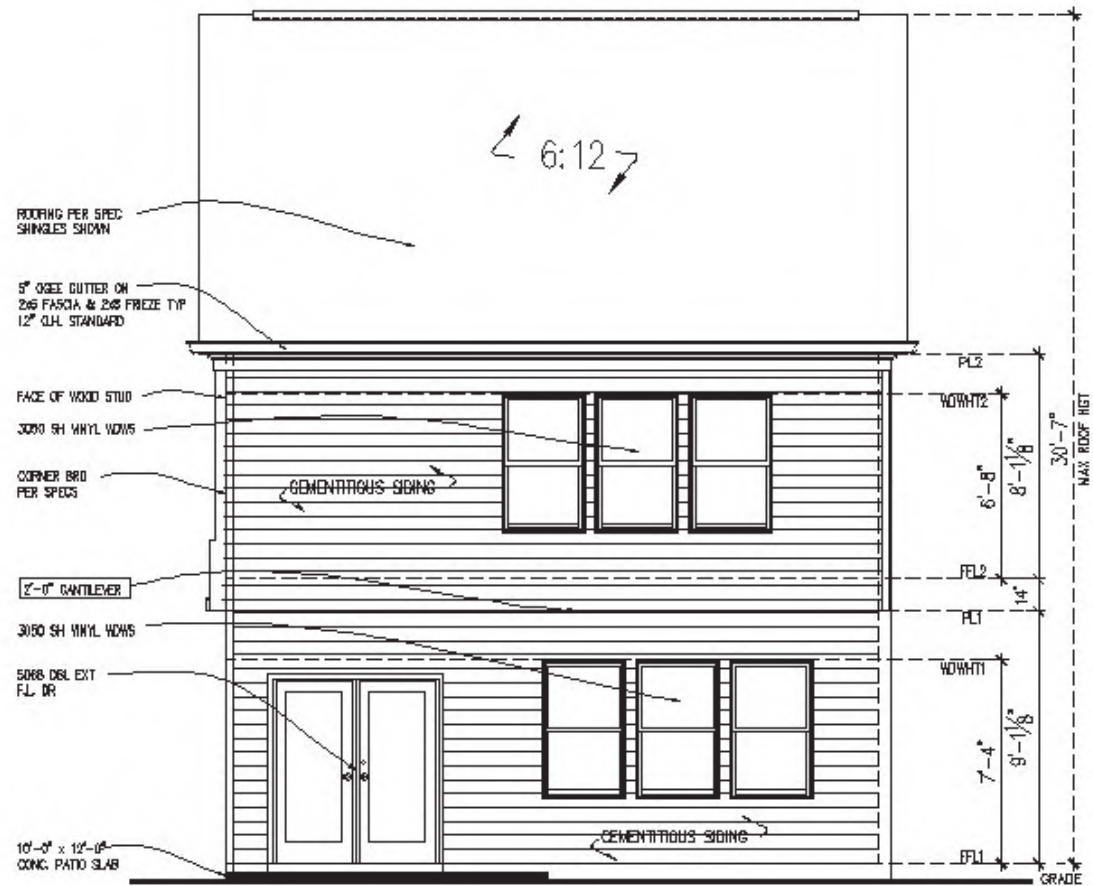 6:12
ROOFING PER SPEC
SHINGLES SHOWN
5" OGEE GUTTER ON
2x6 FASCIA & 2x8 FRIEZE TYP
12" O.H. STANDARD
FACE OF WOOD STUD
3050 SH VINYL WDWS
CORNER BRD
PER SPECS
CEMENTITIOUS SIDING
2'-0" CANTILEVER
3050 SH VINYL WDWS
5068 DBL EXT
F.L. DR
10'-0" x 12'-0"
CONC. PATIO SLAB
CEMENTITIOUS SIDING
PL2
WDWHT2
FFL2
PL1
WDWHT1
FFL1
GRADE
6'-8"
8'-1 1/8"
14"
7'-4"
9'-1 1/8"
30'-7"
MAX ROOF HGT